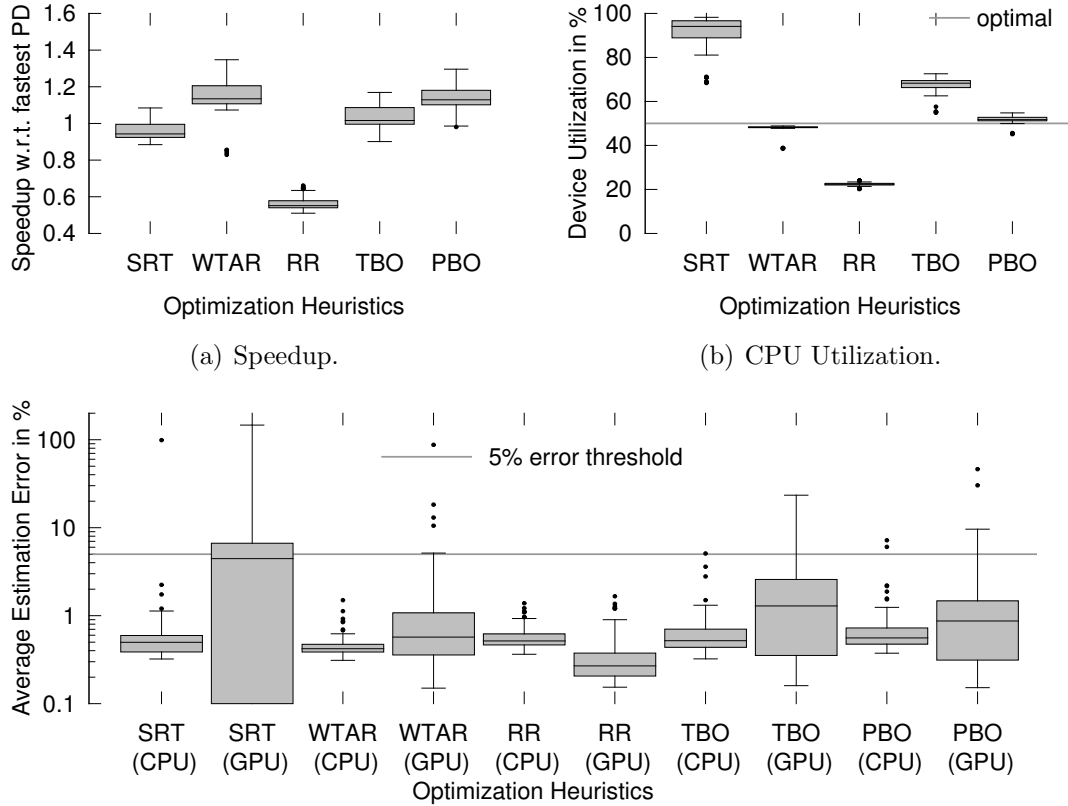 Speedup w.r.t. fastest PD
1.6
1.4
1.2
1
0.8
0.6
0.4
SRT WTAR RR TBO PBO
Optimization Heuristics
(a) Speedup.
Device Utilization in %
100
80
60
40
20
0
optimal
SRT WTAR RR TBO PBO
Optimization Heuristics
(b) CPU Utilization.
Average Estimation Error in %
100
10
1
0.1
5% error threshold
SRT SRT WTAR WTAR RR RR TBO TBO PBO PBO
(CPU) (GPU) (CPU) (GPU) (CPU) (GPU) (CPU) (GPU) (CPU) (GPU)
Optimization Heuristics